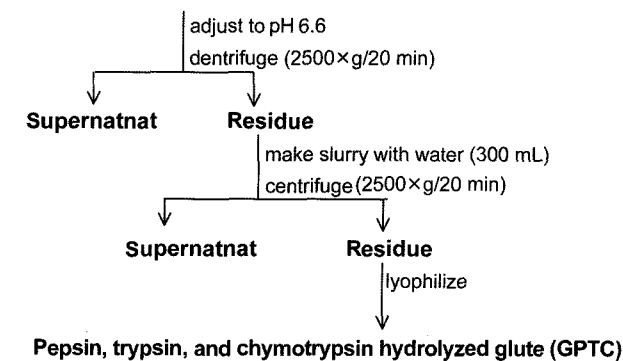 adjust to pH 6.6
dentrifuge (2500×g/20 min)
Supernatnat Residue
make slurry with water (300 mL)
centrifuge (2500×g/20 min)
Supernatnat Residue
lyophilize
Pepsin, trypsin, and chymotrypsin hydrolyzed glute (GPTC)